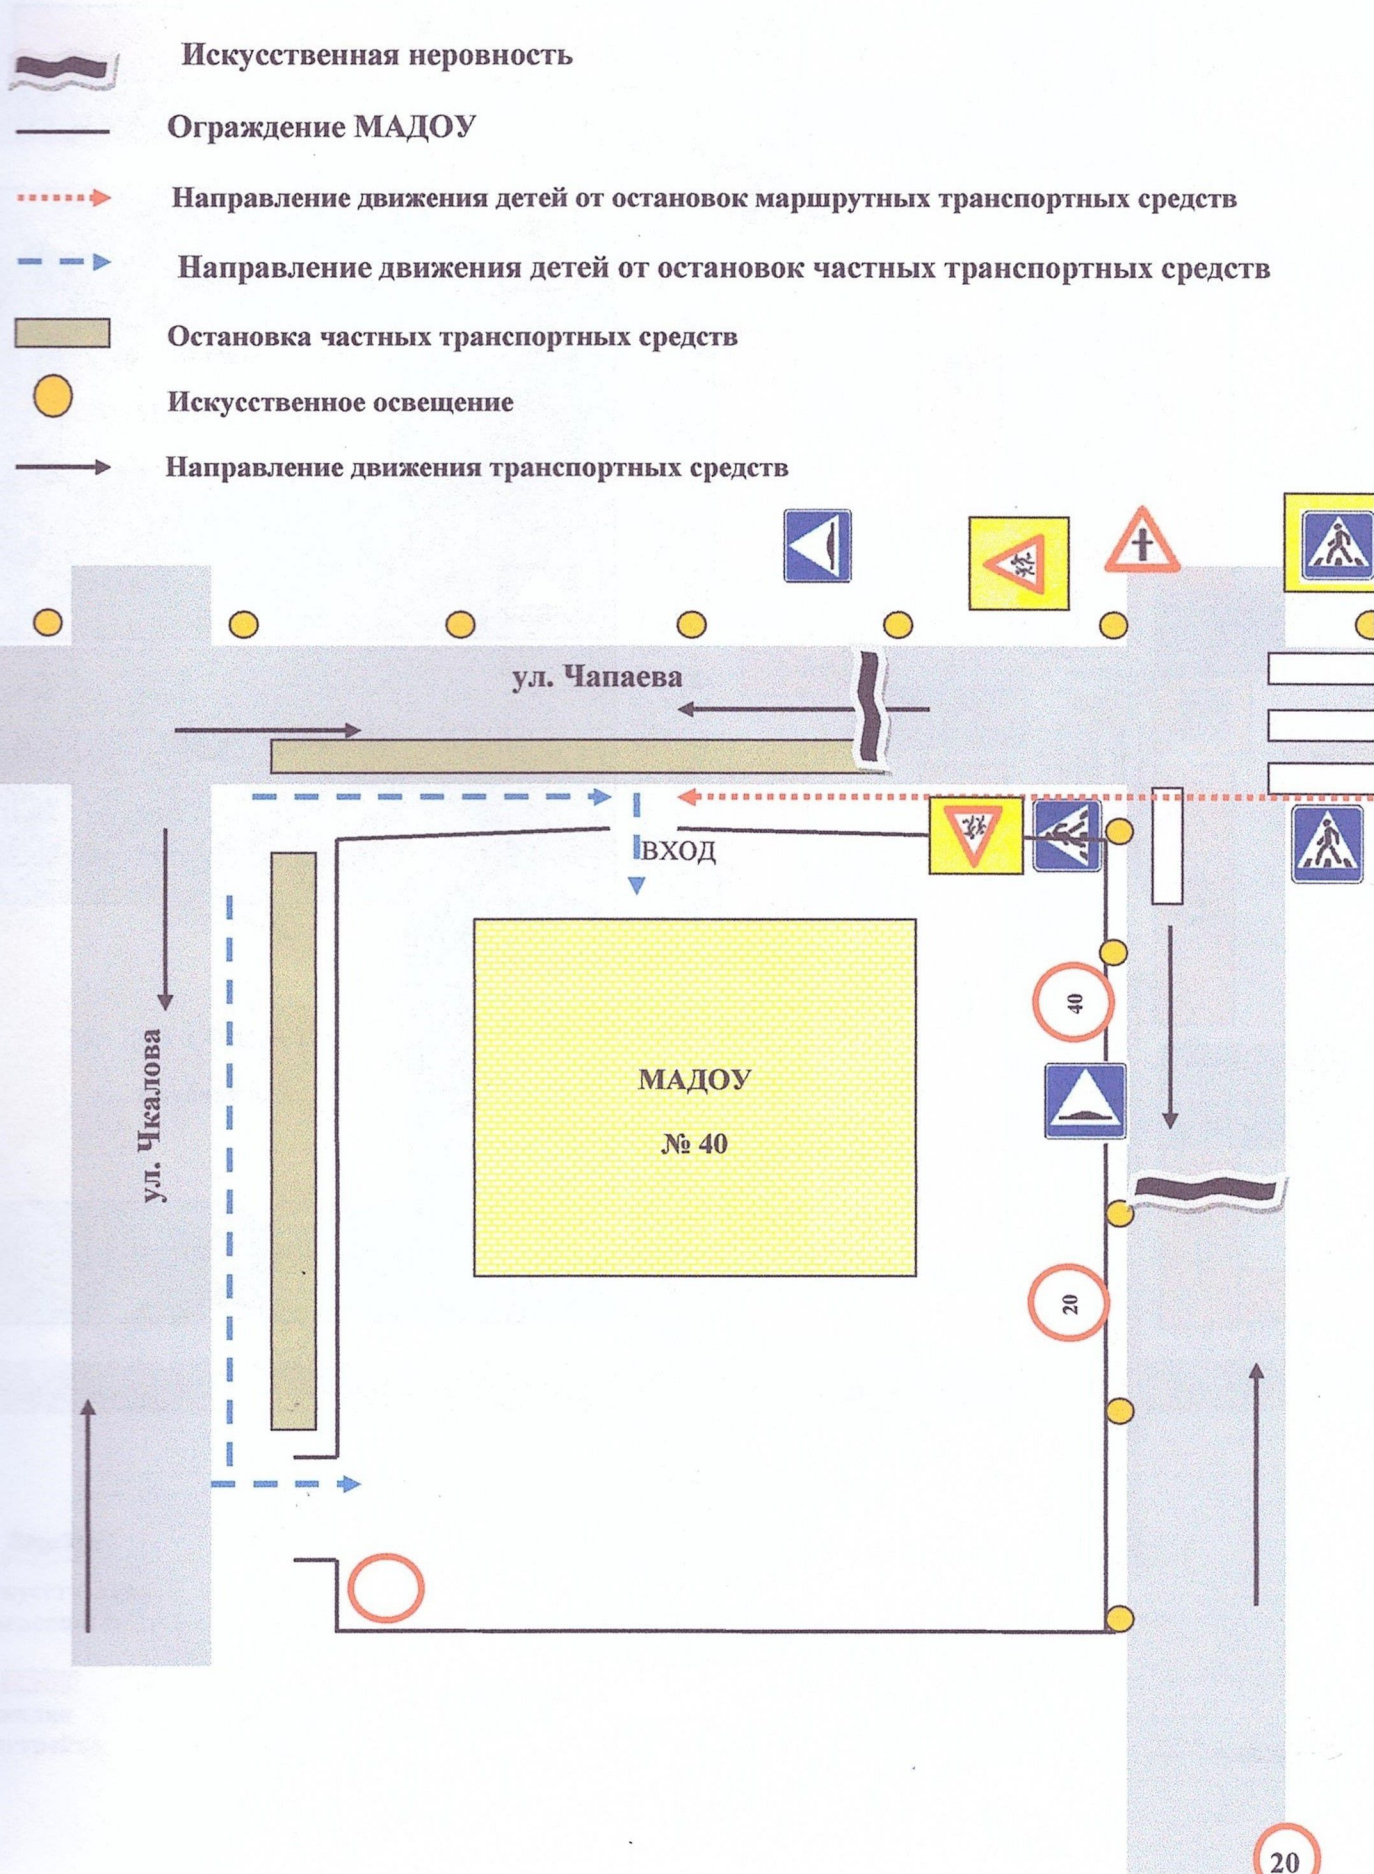 Искусственная неровность
Ограждение МАДОУ
Направление движения детей от остановок маршрутных транспортных средств
Направление движения детей от остановок частных транспортных средств
Остановка частных транспортных средств
Искусственное освещение
Направление движения транспортных средств
ул. Чапаева
ВХОД
40
ул. Чкалова
МАДОУ
№ 40
20
20